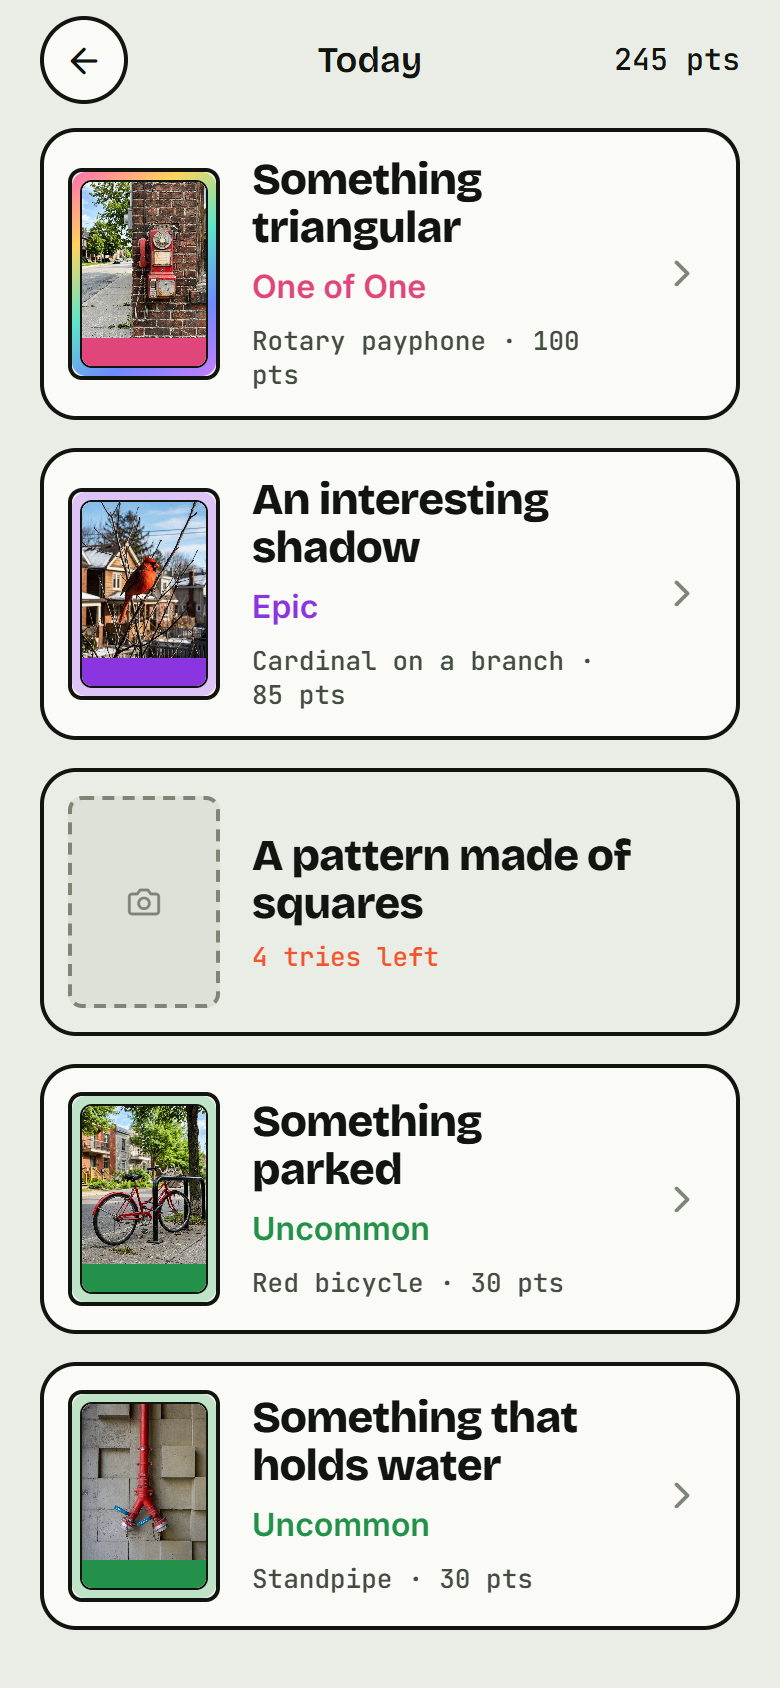 Today
245 pts
Something
triangular
One of One
Rotary payphone · 100
pts
An interesting
shadow
Epic
Cardinal on a branch ·
85 pts
A pattern made of
squares
4 tries left
Something
parked
Uncommon
Red bicycle · 30 pts
Something that
holds water
Uncommon
Standpipe · 30 pts